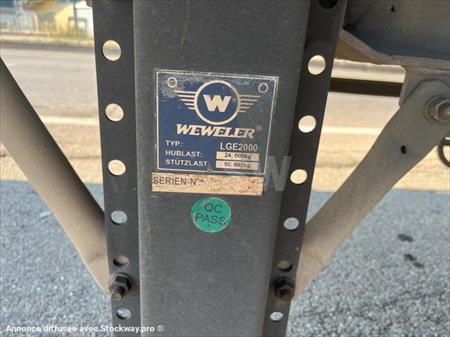 W
WEWELER®
TYP: LGE2000
HUBLAST: 24,000kg
STÜTZLAST: 50,000kg
SERIEN-N°
QC
PASS
Annonce diffusée avec Stockway.pro ®